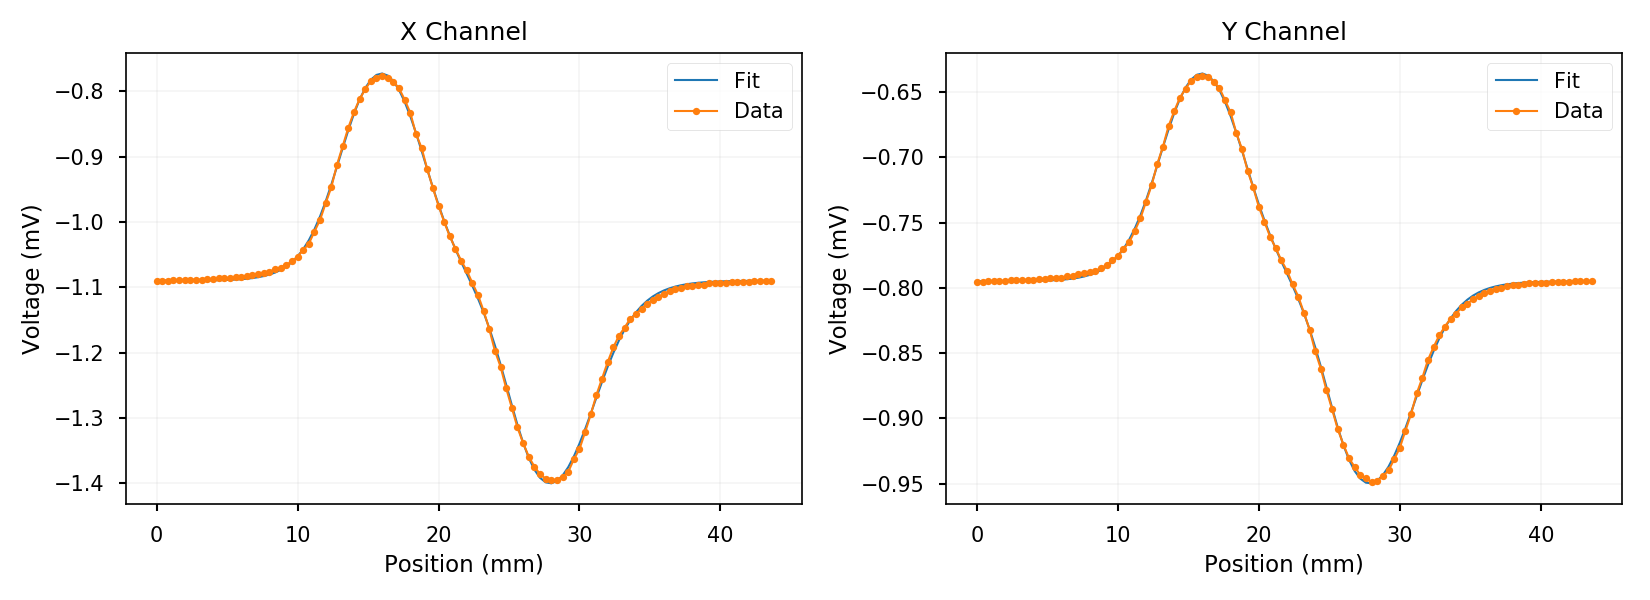 X Channel
Voltage (mV)
−0.8
−0.9
−1.0
−1.1
−1.2
−1.3
−1.4
Fit
Data
0 10 20 30 40
Position (mm)
Y Channel
Voltage (mV)
−0.65
−0.70
−0.75
−0.80
−0.85
−0.90
−0.95
Fit
Data
0 10 20 30 40
Position (mm)